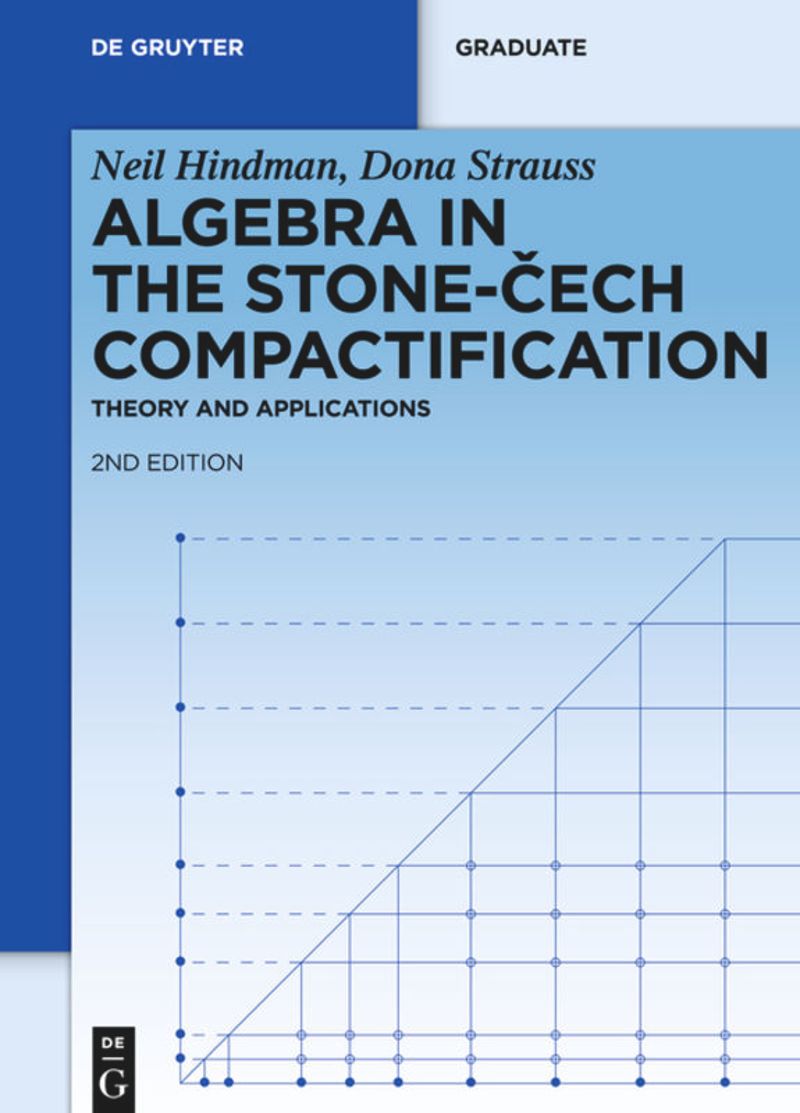 DE GRUYTER
GRADUATE
Neil Hindman, Dona Strauss
ALGEBRA IN
THE STONE-ČECH
COMPACTIFICATION
THEORY AND APPLICATIONS
2ND EDITION
DE
G